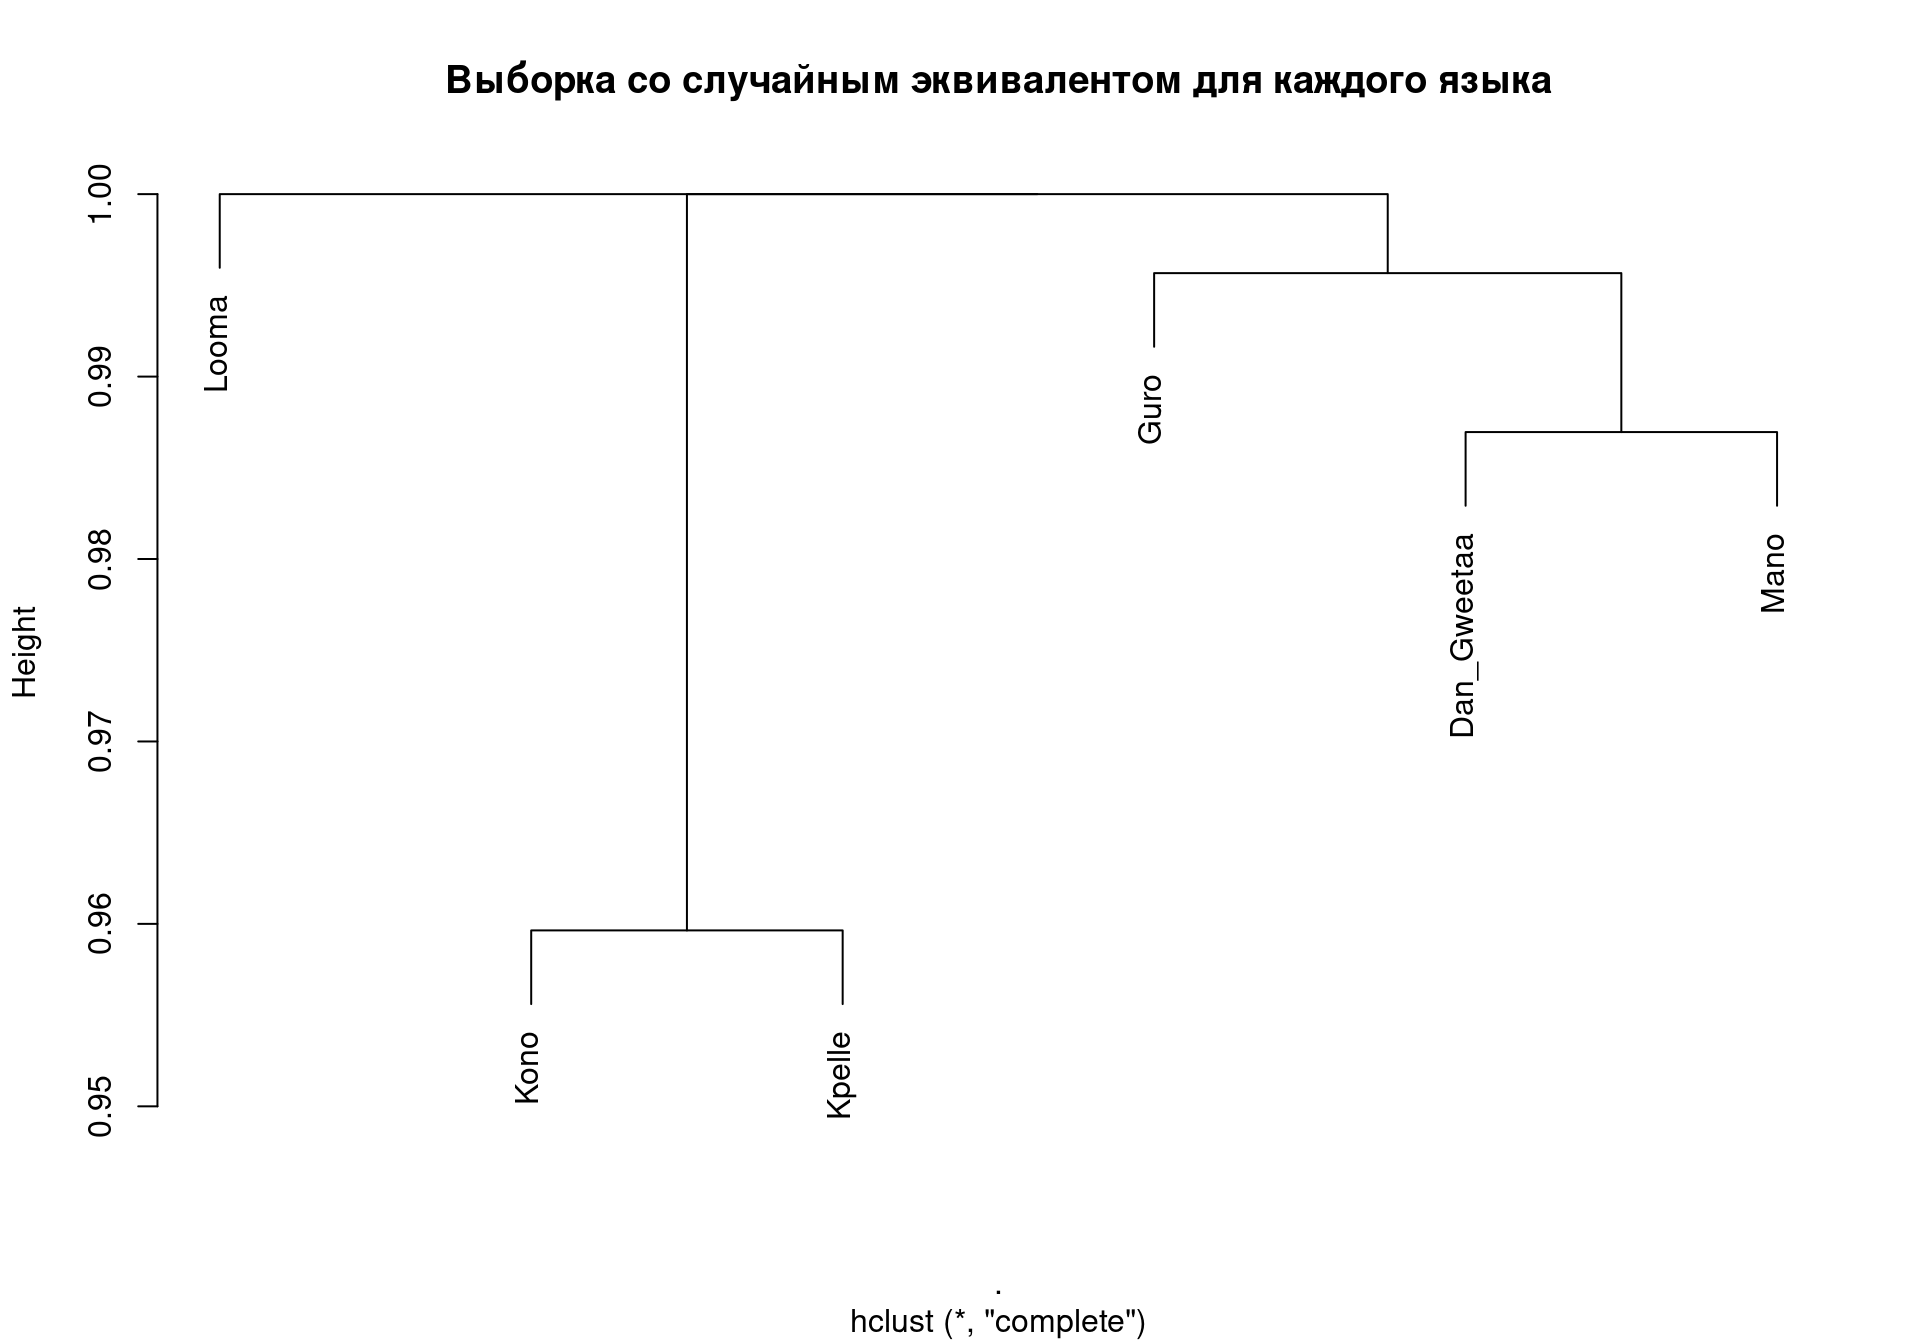 Выборка со случайным эквивалентом для каждого языка
Height
1.00
0.99
0.98
0.97
0.96
0.95
Looma
Kono
Kpelle
Guro
Dan_Gweetaa
Mano
.
hclust (*, "complete")